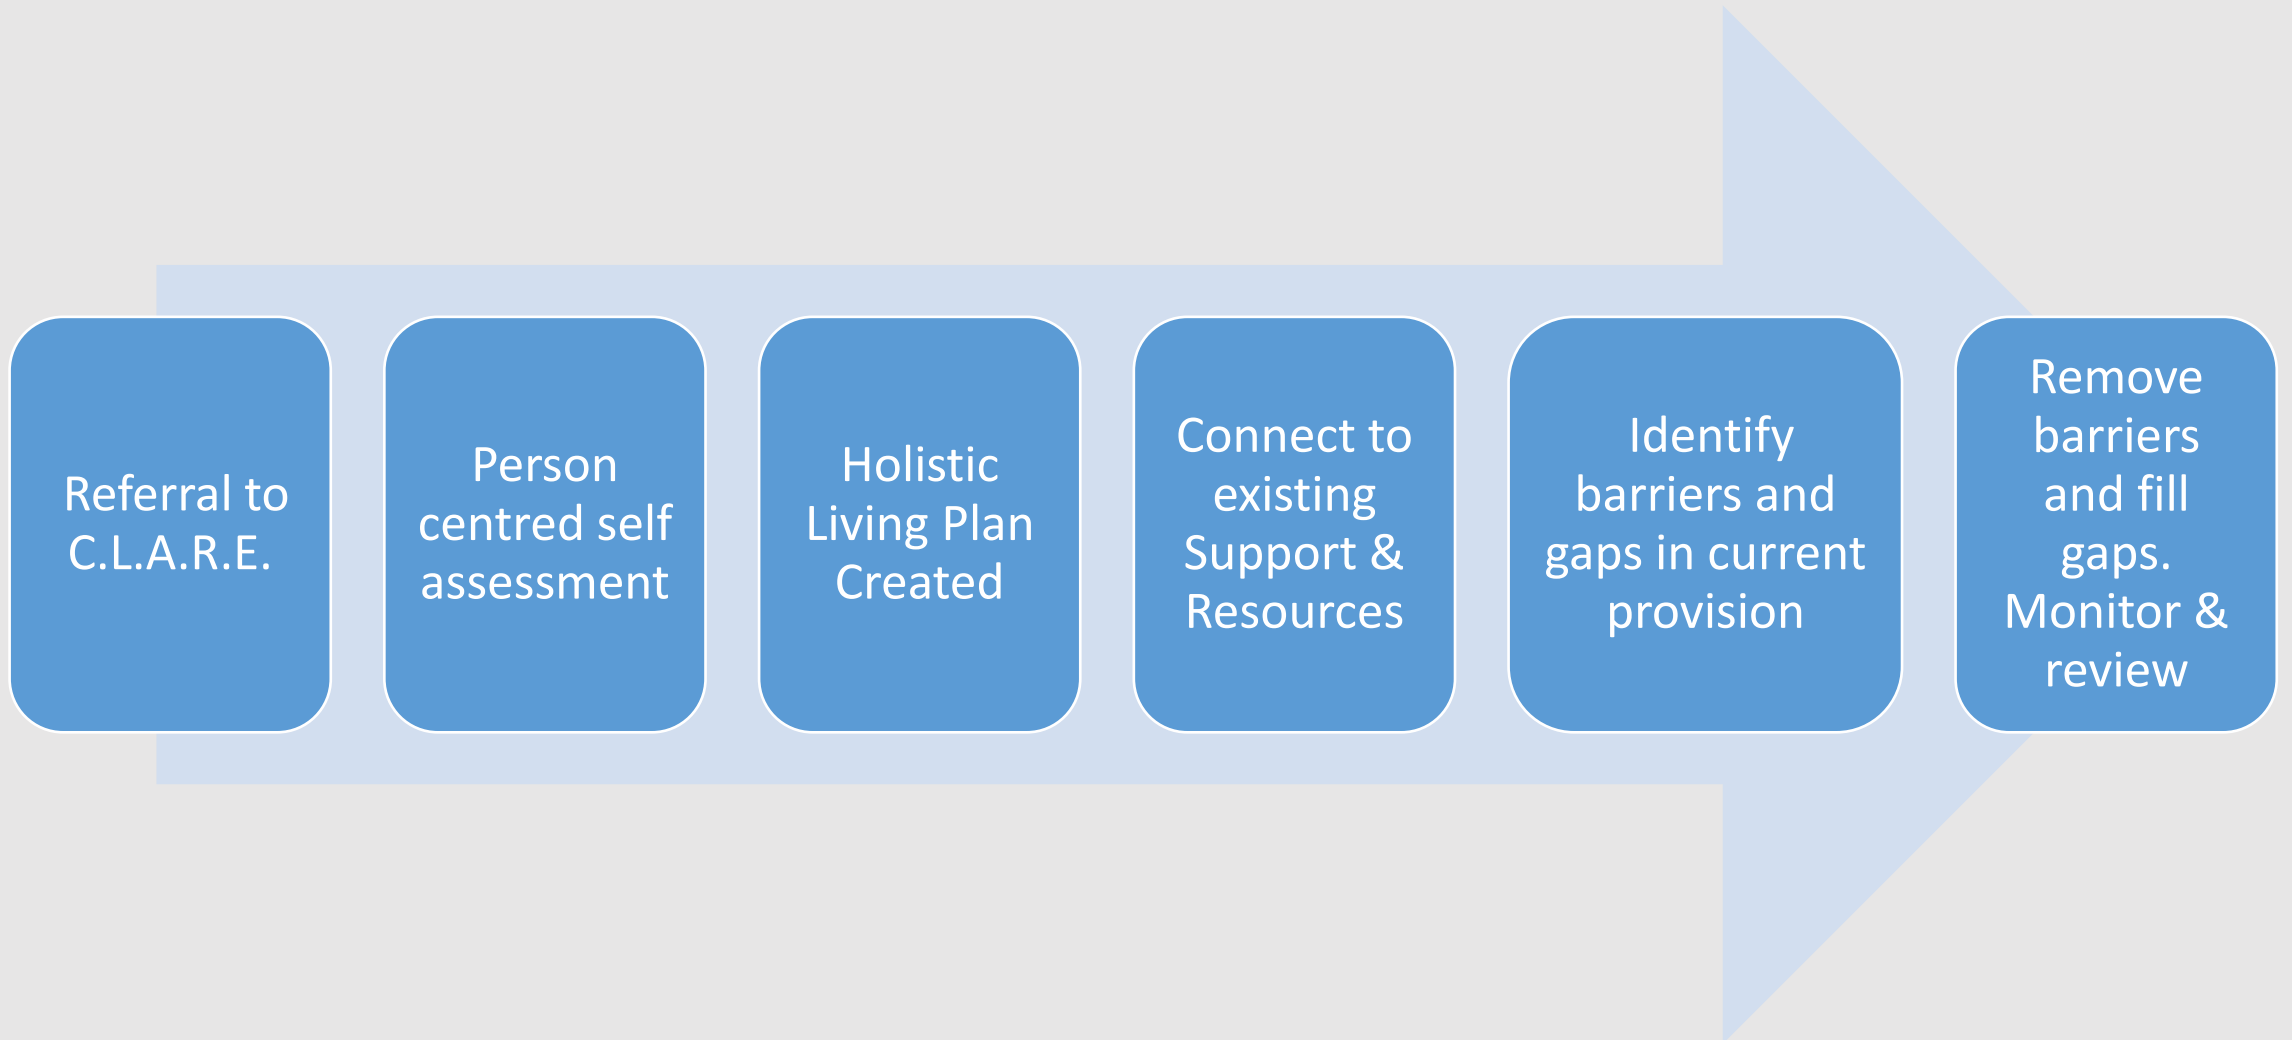 Referral to
C.L.A.R.E.
Person
centred self
assessment
Holistic
Living Plan
Created
Connect to
existing
Support &
Resources
Identify
barriers and
gaps in current
provision
Remove
barriers
and fill
gaps.
Monitor &
review